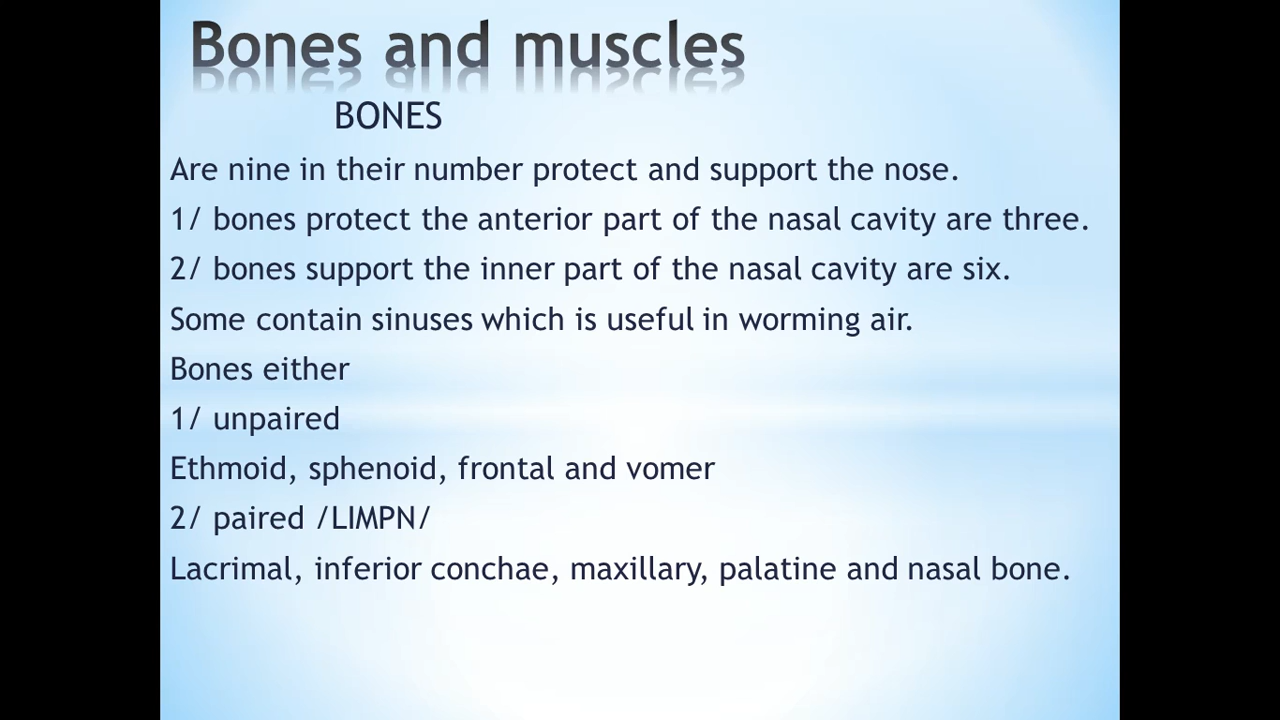 Bones and muscles
BONES
Are nine in their number protect and support the nose.
1/ bones protect the anterior part of the nasal cavity are three.
2/ bones support the inner part of the nasal cavity are six.
Some contain sinuses which is useful in worming air.
Bones either
1/ unpaired
Ethmoid, sphenoid, frontal and vomer
2/ paired /LIMPN/
Lacrimal, inferior conchae, maxillary, palatine and nasal bone.